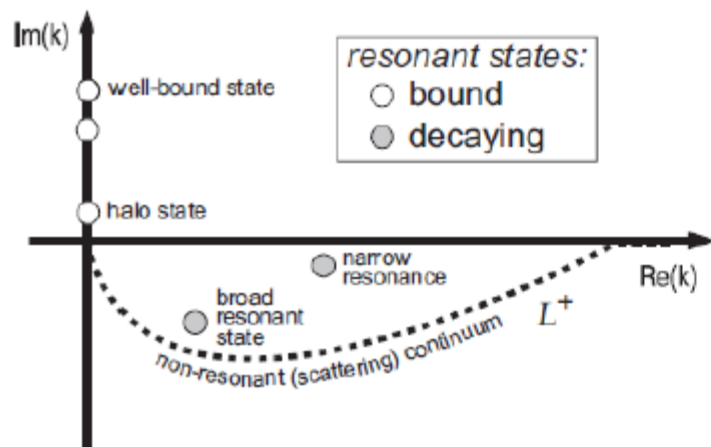 Im(k)
resonant states:
bound
decaying
well-bound state
halo state
narrow
resonance
Re(k)
broad
resonant
state
L+
non-resonant (scattering) continuum